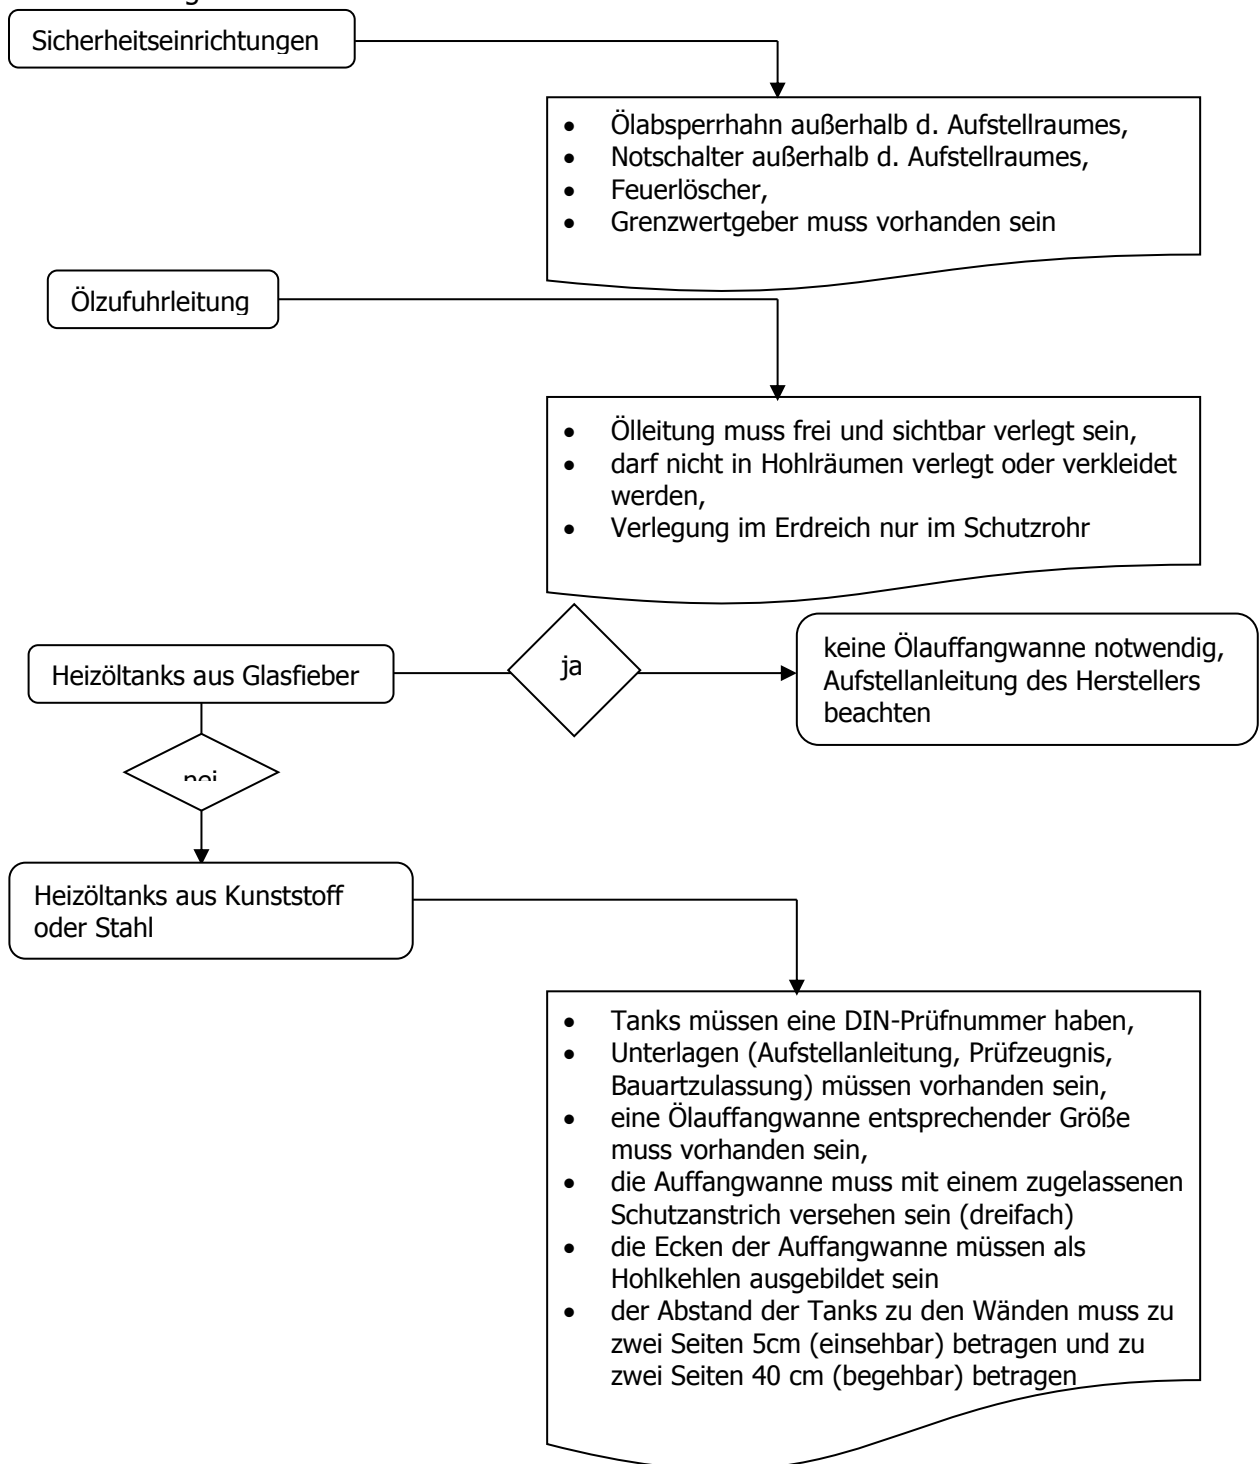 Sicherheitseinrichtungen
• Ölabsperrhahn außerhalb d. Aufstellraumes,
• Notschalter außerhalb d. Aufstellraumes,
• Feuerlöscher,
• Grenzwertgeber muss vorhanden sein
Ölzufuhrleitung
• Ölleitung muss frei und sichtbar verlegt sein,
• darf nicht in Hohlräumen verlegt oder verkleidet
werden,
• Verlegung im Erdreich nur im Schutzrohr
Heizöltanks aus Glasfieber
ja
keine Ölauffangwanne notwendig,
Aufstellanleitung des Herstellers
beachten
nei
Heizöltanks aus Kunststoff
oder Stahl
• Tanks müssen eine DIN-Prüfnummer haben,
• Unterlagen (Aufstellanleitung, Prüfzeugnis,
Bauartzulassung) müssen vorhanden sein,
• eine Ölauffangwanne entsprechender Größe
muss vorhanden sein,
• die Auffangwanne muss mit einem zugelassenen
Schutzanstrich versehen sein (dreifach)
• die Ecken der Auffangwanne müssen als
Hohlkehlen ausgebildet sein
• der Abstand der Tanks zu den Wänden muss zu
zwei Seiten 5cm (einsehbar) betragen und zu
zwei Seiten 40 cm (begehbar) betragen